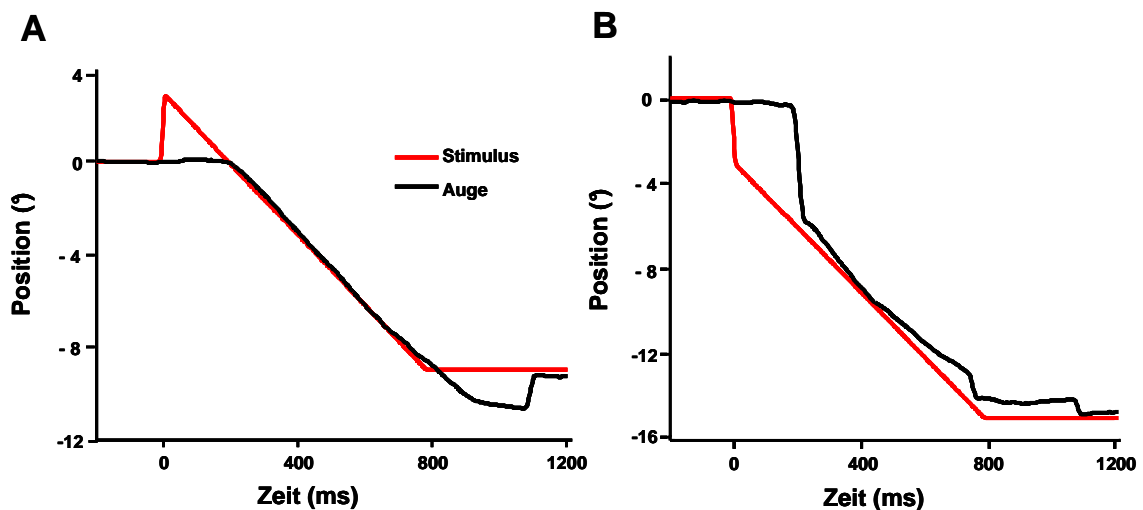 A
4
0
- 4
- 8
-12
Position (°)
0
400
800
1200
Zeit (ms)
Stimulus
Auge
B
0
- 4
- 8
-12
-16
Position (°)
0
400
800
1200
Zeit (ms)